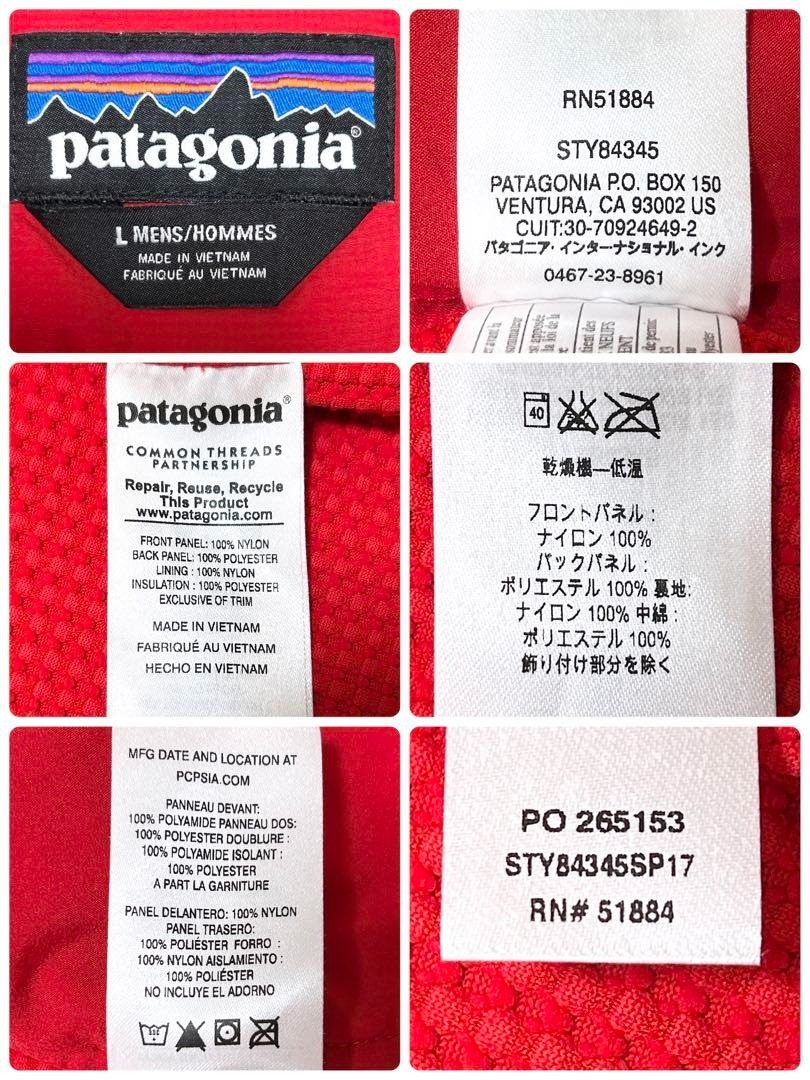 patagonia®
L MENS/HOMMES
MADE IN VIETNAM
FABRIQUÉ AU VIETNAM
RN51884
STY84345
PATAGONIA P.O. BOX 150
VENTURA, CA 93002 US
CUIT:30-70924649-2
パタゴニア・インターナショナル・インク
0467-23-8961
patagonia®
COMMON THREADS
PARTNERSHIP
Repair, Reuse, Recycle
This Product
www.patagonia.com
FRONT PANEL: 100% NYLON
BACK PANEL: 100% POLYESTER
LINING : 100% NYLON
INSULATION : 100% POLYESTER
EXCLUSIVE OF TRIM
MADE IN VIETNAM
FABRIQUÉ AU VIETNAM
HECHO EN VIETNAM
40
乾燥機—低温
フロントパネル :
ナイロン 100%
バックパネル :
ポリエステル 100% 裏地:
ナイロン 100% 中綿 :
ポリエステル 100%
飾り付け部分を除く
MFG DATE AND LOCATION AT
PCPSIA.COM
PANNEAU DEVANT:
100% POLYAMIDE PANNEAU DOS:
100% POLYESTER DOUBLURE :
100% POLYAMIDE ISOLANT :
100% POLYESTER
A PART LA GARNITURE
PANEL DELANTERO: 100% NYLON
PANEL TRASERO:
100% POLIÉSTER FORRO :
100% NYLON AISLAMIENTO :
100% POLIÉSTER
NO INCLUYE EL ADORNO
PO 265153
STY84345SP17
RN# 51884